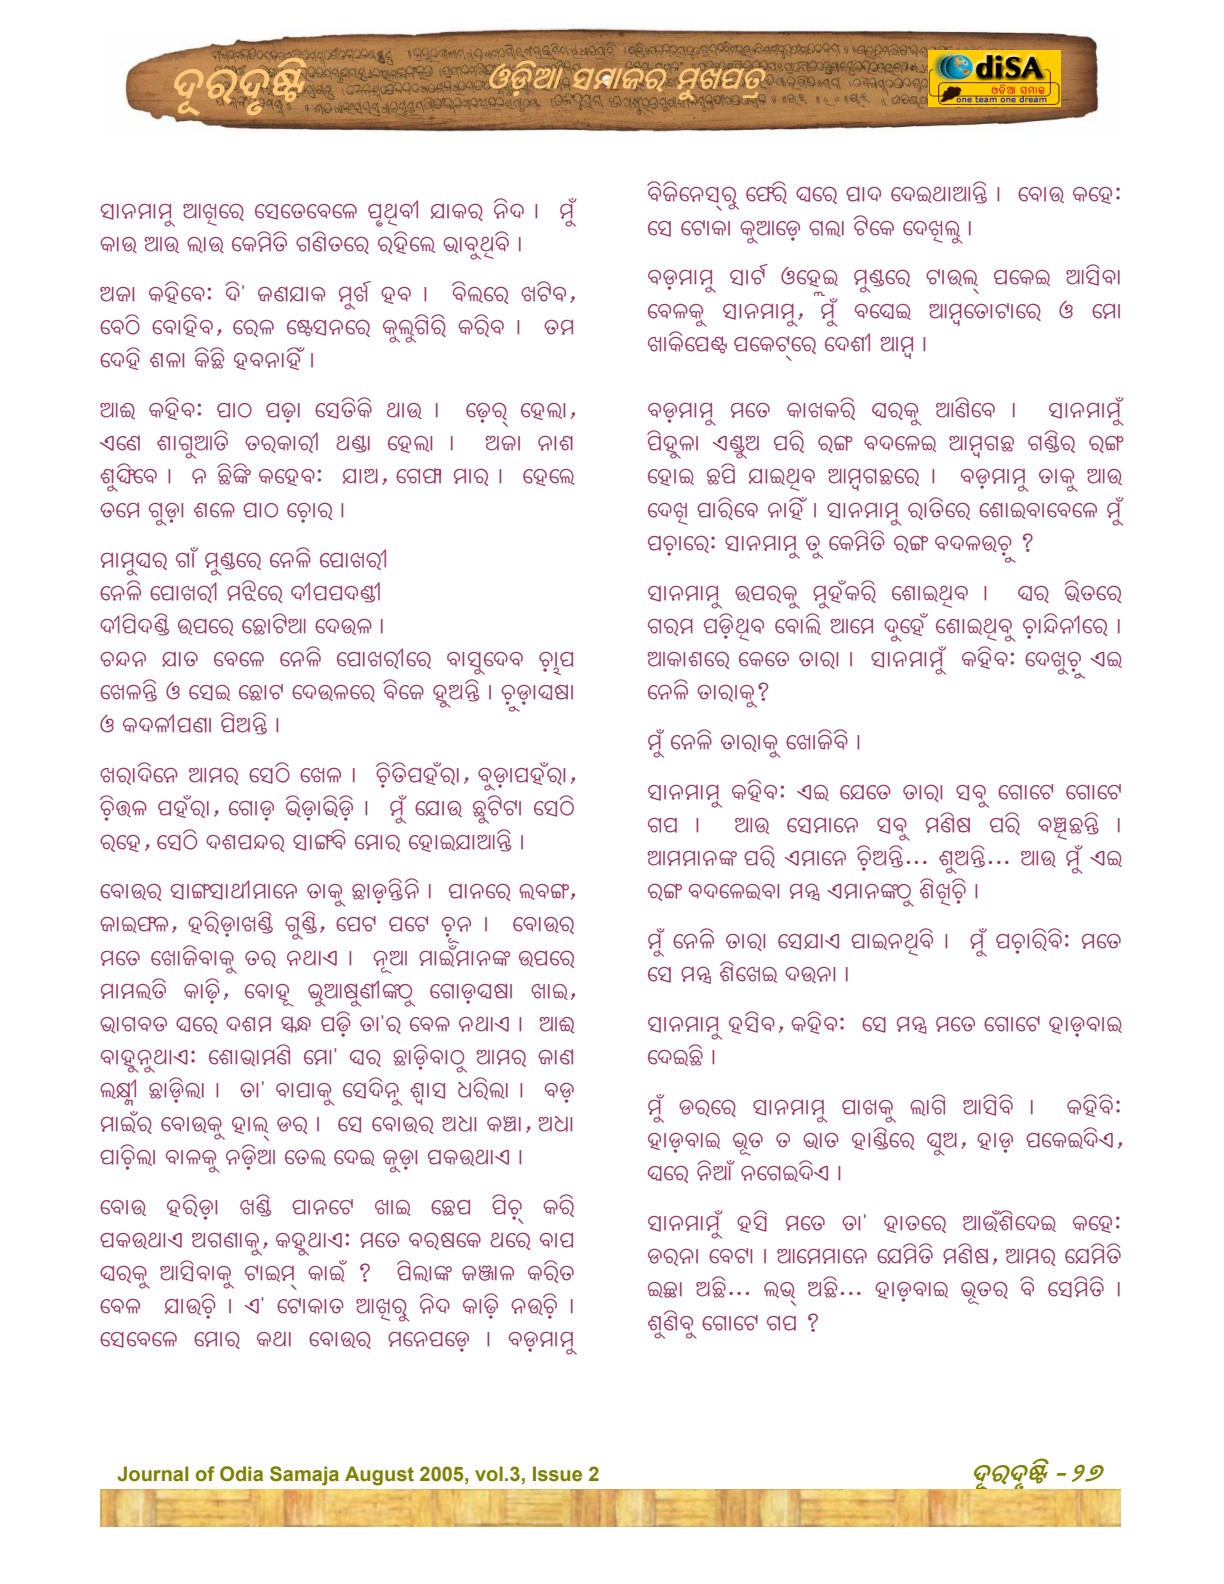 ଦୂରଦୃଷ୍ଟି
ଓଡ଼ିଆ ସମାଜର ମୁଖପତ୍ର
OdiSA
ଓଡ଼ିଆ ସମାଜ
one team one dream
ସାନମାମୁ ଆଖିରେ ସେତେବେଳେ ପୃଥିବୀ ଯାକର ନିଦ । ମୁଁ
କାଉ ଆଉ ଲାଉ କେମିତି ଗଣିତରେ ରହିଲେ ଭାବୁଥିବି ।
ଅଜା କହିବେ: ଦି' ଜଣଯାକ ମୁର୍ଖ ହବ । ବିଲରେ ଖଟିବ,
ବେଠି ବୋହିବ, ରେଳ ଷ୍ଟେସନରେ କୁଲୁଗିରି କରିବ । ତମ
ଦେହି ଶଳା କିଛି ହବନାହିଁ ।
ଆଈ କହିବ: ପାଠ ପଢ଼ା ସେତିକି ଥାଉ । ଢ଼େର୍ ହେଲା,
ଏଣେ ଶାଗୁଆତି ତରକାରୀ ଥଣ୍ଡା ହେଲା । ଅଜା ନାଶ
ଶୁଙ୍ଘିବେ । ନ ଛିଙ୍କି କହେବ: ଯାଅ, ଗେଫା ମାର । ହେଲେ
ତମେ ଗୁଡ଼ା ଶଳେ ପାଠ ଚ଼ୋର ।
ମାମୁଘର ଗାଁ ମୁଣ୍ଡରେ ନେଳି ପୋଖରୀ
ନେଳି ପୋଖରୀ ମଝିରେ ଦୀପପଦଣ୍ଡୀ
ଦୀପିଦଣ୍ଡି ଉପରେ ଛୋଟିଆ ଦେଉଳ ।
ଚନ୍ଦନ ଯାତ ବେଳେ ନେଳି ପୋଖରୀରେ ବାସୁଦେବ ଚ଼ାପ
ଖେଳନ୍ତି ଓ ସେଇ ଛୋଟ ଦେଉଳରେ ବିଜେ ହୁଅନ୍ତି । ଚ଼ୁଡ଼ାଘଷା
ଓ କଦଳୀପଣା ପିଅନ୍ତି ।
ଖରାଦିନେ ଆମର ସେଠି ଖେଳ । ଚ଼ିତିପହଁରା, ବୁଡ଼ାପହଁରା,
ଚ଼ିତ୍ତଳ ପହଁରା, ଗୋଡ଼ ଭିଡ଼ାଭିଡ଼ି । ମୁଁ ଯୋଉ ଛୁଟିଟା ସେଠି
ରହେ, ସେଠି ଦଶପନ୍ଦର ସାଙ୍ଗବି ମୋର ହୋଇଯାଆନ୍ତି ।
ବୋଉର ସାଙ୍ଗସାଥୀମାନେ ତାକୁ ଛାଡ଼ନ୍ତିନି । ପାନରେ ଲବଙ୍ଗ,
ଜାଇଫଳ, ହରିଡ଼ାଖଣ୍ଡି ଗୁଣ୍ଡି, ପେଟ ପଟେ ଚ଼ୂନ । ବୋଉର
ମତେ ଖୋଜିବାକୁ ତର ନଥାଏ । ନୂଆ ମାଇଁମାନଙ୍କ ଉପରେ
ମାମଲତି କାଢ଼ି, ବୋହୂ ଭୁଆଷୁଣୀଙ୍କଠୁ ଗୋଡ଼ଘଷା ଖାଇ,
ଭାଗବତ ଘରେ ଦଶମ ସ୍କନ୍ଧ ପଢ଼ି ତା'ର ବେଳ ନଥାଏ । ଆଈ
ବାହୁନୁଥାଏ: ଶୋଭାମଣି ମୋ' ଘର ଛାଡ଼ିବାଠୁ ଆମର ଜାଣ
ଲକ୍ଷ୍ମୀ ଛାଡ଼ିଲା । ତା' ବାପାକୁ ସେଦିନୁ ଶ୍ୱାସ ଧରିଲା । ବଡ଼
ମାଇଁର ବୋଉକୁ ହାଲ୍ ଡର । ସେ ବୋଉର ଅଧା କଞ୍ଚା, ଅଧା
ପାଚ଼ିଲା ବାଳକୁ ନଡ଼ିଆ ତେଲ ଦେଇ ଜୁଡ଼ା ପକଉଥାଏ ।
ବୋଉ ହରିଡ଼ା ଖଣ୍ଡି ପାନଟେ ଖାଇ ଛେପ ପିଚ଼୍ କରି
ପକଉଥାଏ ଅଗଣାକୁ, କହୁଥାଏ: ମତେ ବରଷକେ ଥରେ ବାପ
ଘରକୁ ଆସିବାକୁ ଟାଇମ୍ କାଇଁ ? ପିଲାଙ୍କ ଜଞ୍ଜାଳ କରିତ
ବେଳ ଯାଉଚ଼ି । ଏ' ଟୋକାତ ଆଖିରୁ ନିଦ କାଢ଼ି ନଉଚ଼ି ।
ସେବେଳେ ମୋର କଥା ବୋଉର ମନେପଡ଼େ । ବଡ଼ମାମୁ
ବିଜିନେସ୍‌ରୁ ଫେରି ଘରେ ପାଦ ଦେଇଥାଆନ୍ତି । ବୋଉ କହେ:
ସେ ଟୋକା କୁଆଡ଼େ ଗଲା ଟିକେ ଦେଖିଲୁ ।
ବଡ଼ମାମୁ ସାର୍ଟ ଓହ୍ଲେଇ ମୁଣ୍ଡରେ ଟାଉଲ୍ ପକେଇ ଆସିବା
ବେଳକୁ ସାନମାମୁ, ମୁଁ ବଘେଇ ଆମ୍ବତୋଟାରେ ଓ ମୋ
ଖାକିପେଣ୍ଟ ପକେଟ୍‌ରେ ଦେଶୀ ଆମ୍ବ ।
ବଡ଼ମାମୁ ମତେ କାଖକରି ଘରକୁ ଆଣିବେ । ସାନମାମୁଁ
ପିହୁଳା ଏଣ୍ଡୁଅ ପରି ରଙ୍ଗ ବଦଳେଇ ଆମ୍ବଗଛ ଗଣ୍ଡିର ରଙ୍ଗ
ହୋଇ ଛପି ଯାଇଥିବ ଆମ୍ବଗଛରେ । ବଡ଼ମାମୁ ତାକୁ ଆଉ
ଦେଖି ପାରିବେ ନାହିଁ । ସାନମାମୁ ରାତିରେ ଶୋଇବାବେଳେ ମୁଁ
ପଚ଼ାରେ: ସାନମାମୁ ତୁ କେମିତି ରଙ୍ଗ ବଦଳଉଚ଼ୁ ?
ସାନମାମୁ ଉପରକୁ ମୁହଁକରି ଶୋଇଥିବ । ଘର ଭିତରେ
ଗରମ ପଡ଼ିଥିବ ବୋଲି ଆମେ ଦୁହେଁ ଶୋଇଥିବୁ ଚ଼ାନ୍ଦିନୀରେ ।
ଆକାଶରେ କେତେ ତାରା । ସାନମାମୁଁ କହିବ: ଦେଖୁଚ଼ୁ ଏଇ
ନେଳି ତାରାକୁ?
ମୁଁ ନେଳି ତାରାକୁ ଖୋଜିବି ।
ସାନମାମୁ କହିବ: ଏଇ ଯେତେ ତାରା ସବୁ ଗୋଟେ ଗୋଟେ
ଗପ । ଆଉ ସେମାନେ ସବୁ ମଣିଷ ପରି ବଞ୍ଚିଛନ୍ତି ।
ଆମମାନଙ୍କ ପରି ଏମାନେ ଚ଼ିଅନ୍ତି... ଶୁଅନ୍ତି... ଆଉ ମୁଁ ଏଇ
ରଙ୍ଗ ବଦଳେଇବା ମନ୍ତ୍ର ଏମାନଙ୍କଠୁ ଶିଖିଚ଼ି ।
ମୁଁ ନେଳି ତାରା ସେଯାଏ ପାଇନଥିବି । ମୁଁ ପଚ଼ାରିବି: ମତେ
ସେ ମନ୍ତ୍ର ଶିଖେଇ ଦଉନା ।
ସାନମାମୁ ହସିବ, କହିବ: ସେ ମନ୍ତ୍ର ମତେ ଗୋଟେ ହାଡ଼ବାଇ
ଦେଇଛି ।
ମୁଁ ଡରରେ ସାନମାମୁ ପାଖକୁ ଲାଗି ଆସିବି । କହିବି:
ହାଡ଼ବାଇ ଭୂତ ତ ଭାତ ହାଣ୍ଡିରେ ଘୁଅ, ହାଡ଼ ପକେଇଦିଏ,
ଘରେ ନିଆଁ ନଗେଇଦିଏ ।
ସାନମାମୁଁ ହସି ମତେ ତା' ହାତରେ ଆଉଁଶିଦେଇ କହେ:
ଡରନା ବେଟା । ଆମେମାନେ ଯେମିତି ମଣିଷ, ଆମର ଯେମିତି
ଇଚ୍ଛା ଅଛି... ଲଭ୍ ଅଛି... ହାଡ଼ବାଇ ଭୂତର ବି ସେମିତି ।
ଶୁଣିବୁ ଗୋଟେ ଗପ ?
Journal of Odia Samaja August 2005, vol.3, Issue 2
ଦୂରଦୃଷ୍ଟି - ୨୭